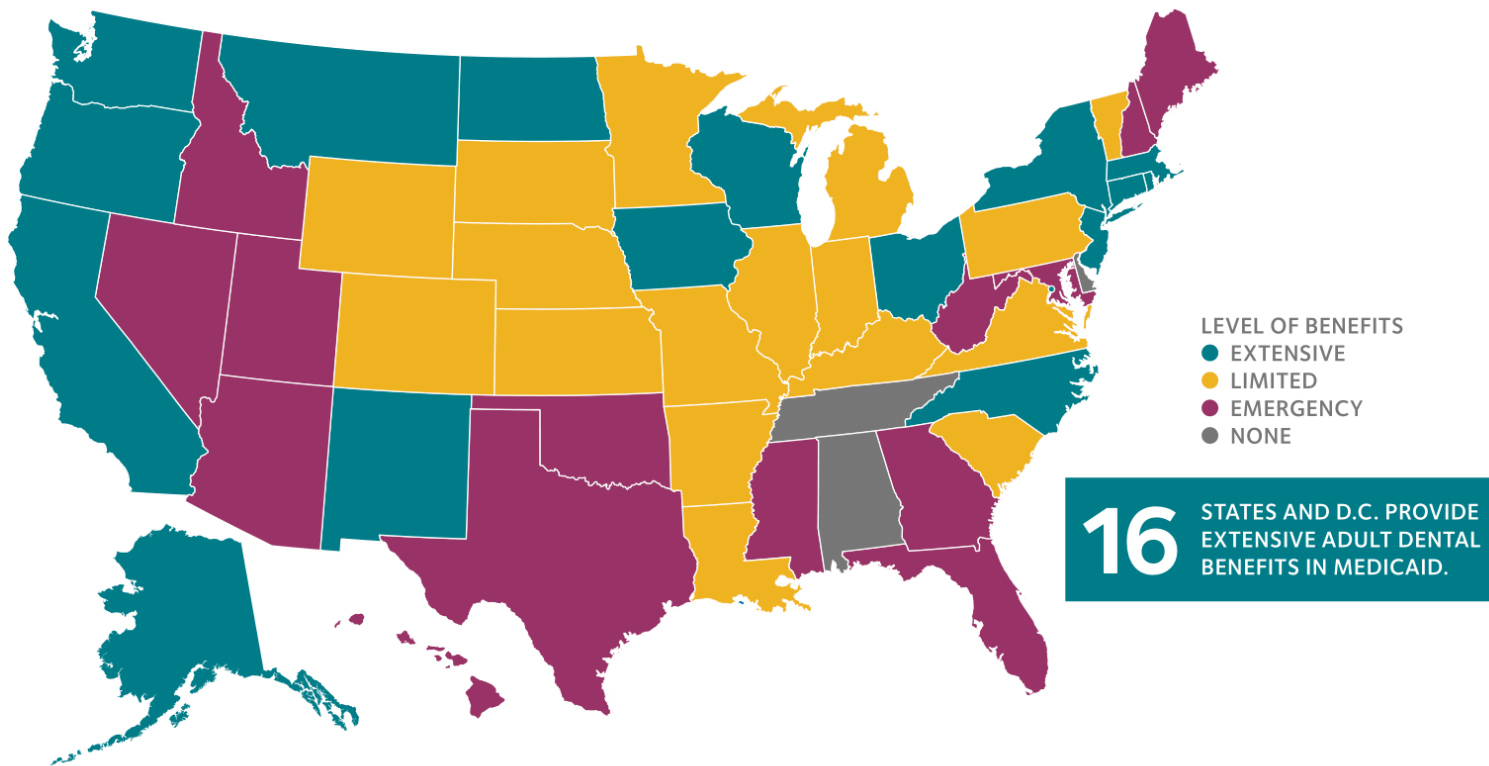 LEVEL OF BENEFITS
EXTENSIVE
LIMITED
EMERGENCY
NONE
16
STATES AND D.C. PROVIDE
EXTENSIVE ADULT DENTAL
BENEFITS IN MEDICAID.